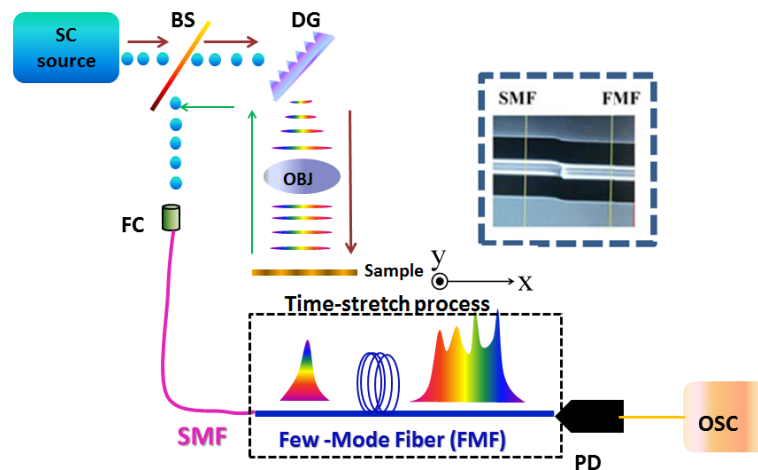 SC
source
BS
DG
SMF
FMF
OBJ
FC
Sample
y
x
Time-stretch process
SMF
Few -Mode Fiber (FMF)
PD
OSC